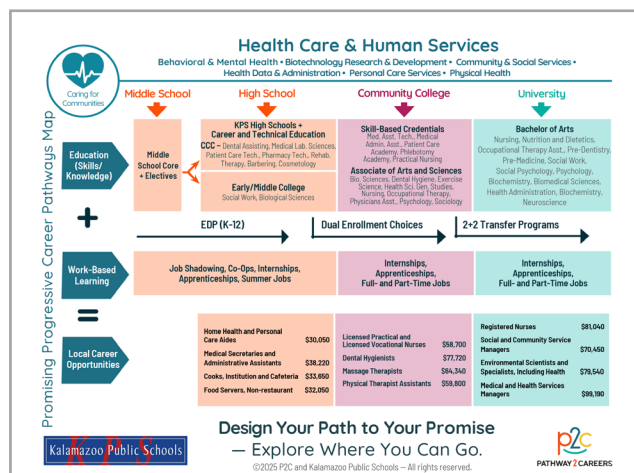 Health Care & Human Services
Behavioral & Mental Health • Biotechnology Research & Development • Community & Social Services •
Health Data & Administration • Personal Care Services • Physical Health
Caring for
Communities
Promising Progressive Career Pathways Map
Middle School
High School
Community College
University
Education
(Skills/
Knowledge)
Middle
School Core
+ Electives
KPS High Schools +
Career and Technical Education
CCC – Dental Assisting, Medical Lab. Sciences,
Patient Care Tech., Pharmacy Tech., Rehab.
Therapy, Barbering, Cosmetology
Early/Middle College
Social Work, Biological Sciences
Skill-Based Credentials
Med. Asst. Tech., Medical
Admin. Asst., Patient Care
Academy, Phlebotomy
Academy, Practical Nursing
Associate of Arts and Sciences
Bio. Sciences, Dental Hygiene, Exercise
Science, Health Sci. Gen. Studies,
Nursing, Occupational Therapy,
Physicians Asst., Psychology, Sociology
Bachelor of Arts
Nursing, Nutrition and Dietetics,
Occupational Therapy Asst., Pre-Dentistry,
Pre-Medicine, Social Work,
Social Psychology, Psychology,
Biochemistry, Biomedical Sciences,
Health Administration, Biochemistry,
Neuroscience
+
EDP (K-12)
Dual Enrollment Choices
2+2 Transfer Programs
Work-Based
Learning
Job Shadowing, Co-Ops, Internships,
Apprenticeships, Summer Jobs
Internships,
Apprenticeships,
Full- and Part-Time Jobs
Internships,
Apprenticeships,
Full- and Part-Time Jobs
=
Local Career
Opportunities
Home Health and Personal
Care Aides $30,050
Medical Secretaries and
Administrative Assistants $38,220
Cooks, Institution and Cafeteria $33,650
Food Servers, Non-restaurant $32,050
Licensed Practical and
Licensed Vocational Nurses $58,700
Dental Hygienists $77,720
Massage Therapists $64,340
Physical Therapist Assistants $59,800
Registered Nurses $81,040
Social and Community Service
Managers $70,450
Environmental Scientists and
Specialists, Including Health $79,540
Medical and Health Services
Managers $99,190
KPS
Kalamazoo Public Schools
Design Your Path to Your Promise
— Explore Where You Can Go.
©2025 P2C and Kalamazoo Public Schools — All rights reserved.
p2c
PATHWAY2CAREERS